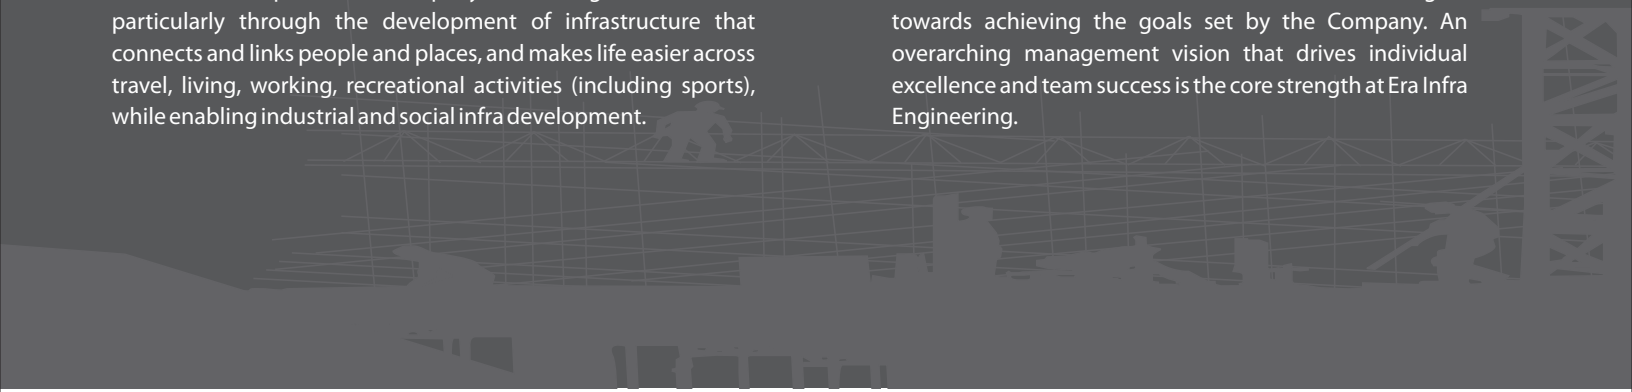 particularly through the development of infrastructure that
connects and links people and places, and makes life easier across
travel, living, working, recreational activities (including sports),
while enabling industrial and social infra development.
towards achieving the goals set by the Company. An
overarching management vision that drives individual
excellence and team success is the core strength at Era Infra
Engineering.